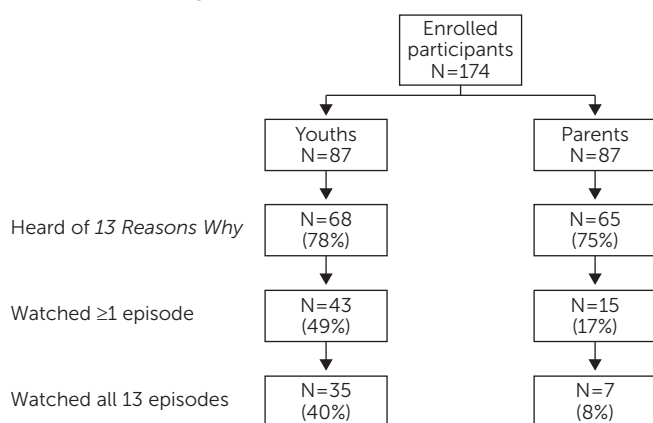 Enrolled
participants
N=174
Youths
N=87
Parents
N=87
Heard of 13 Reasons Why
N=68
(78%)
N=65
(75%)
Watched ≥1 episode
N=43
(49%)
N=15
(17%)
Watched all 13 episodes
N=35
(40%)
N=7
(8%)